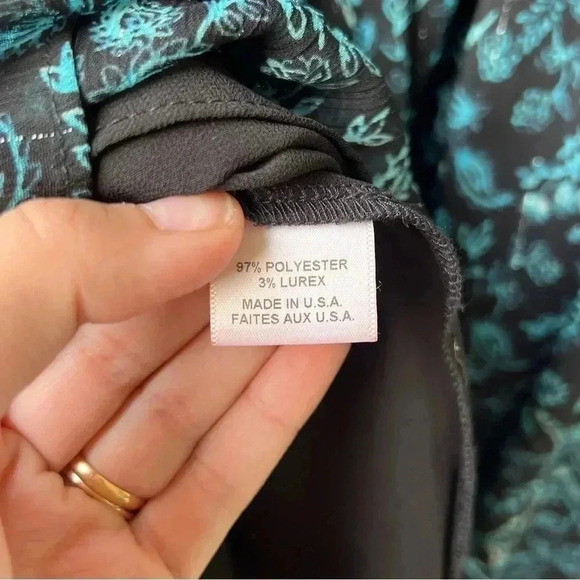 97% POLYESTER
3% LUREX
MADE IN U.S.A.
FAITES AUX U.S.A.